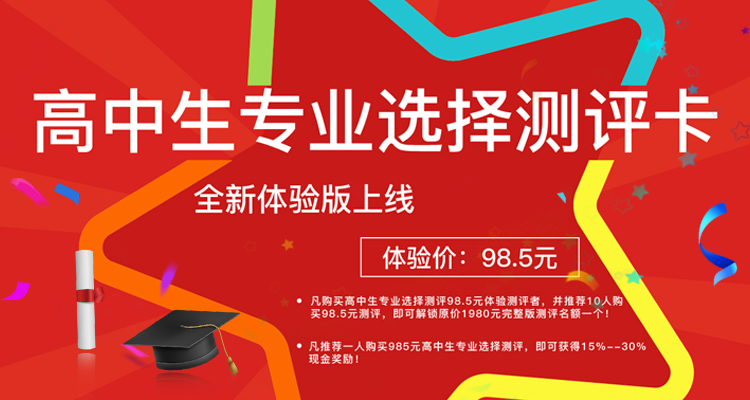 高中生专业选择测评卡
全新体验版上线
体验价：98.5元
• 凡购买高中生专业选择测评98.5元体验测评者，并推荐10人购
买98.5元测评，即可解锁原价1980元完整版测评名额一个！
• 凡推荐一人购买985元高中生专业选择测评，即可获得15%--30%
现金奖励！